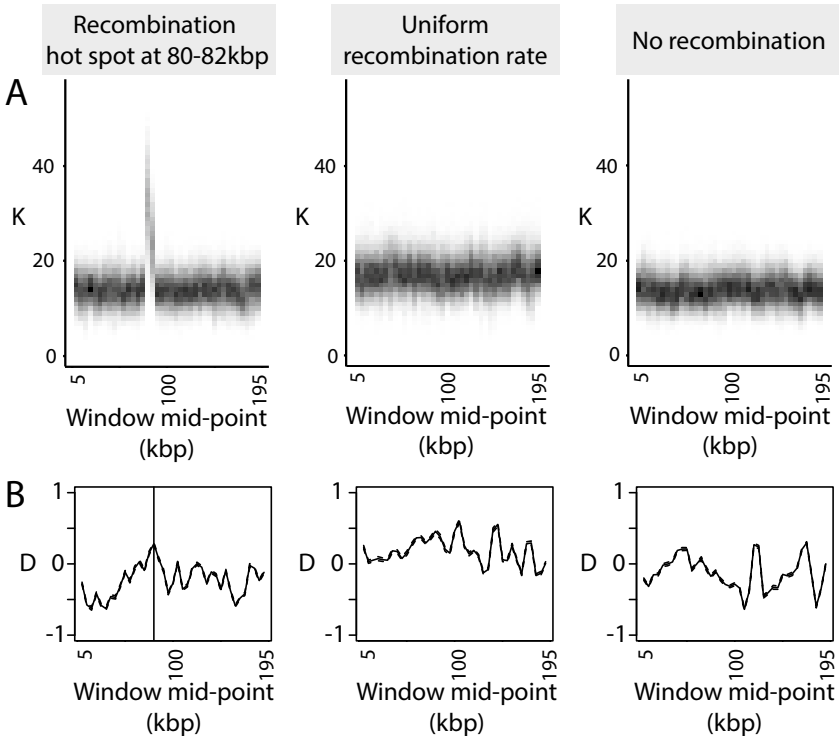 Recombination
hot spot at 80-82kbp
Uniform
recombination rate
No recombination
A
K
40
20
0
5
100
195
Window mid-point
(kbp)
K
40
20
0
5
100
195
Window mid-point
(kbp)
K
40
20
0
5
100
195
Window mid-point
(kbp)
B
D
1
0
-1
5
100
195
Window mid-point
(kbp)
D
1
0
-1
5
100
195
Window mid-point
(kbp)
D
1
0
-1
5
100
195
Window mid-point
(kbp)